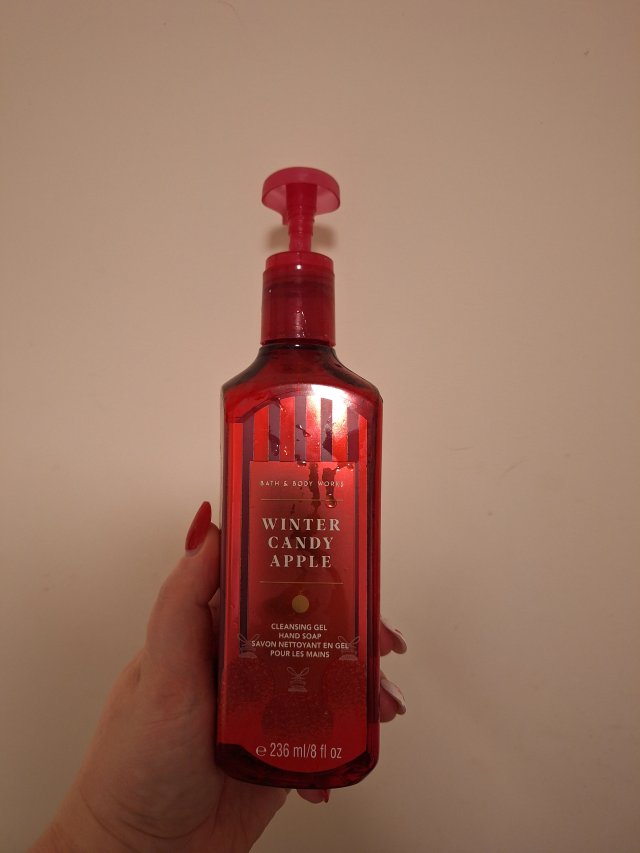 BATH & BODY WORKS
WINTER
CANDY
APPLE
CLEANSING GEL
HAND SOAP
SAVON NETTOYANT EN GEL
POUR LES MAINS
℮ 236 ml/8 fl oz